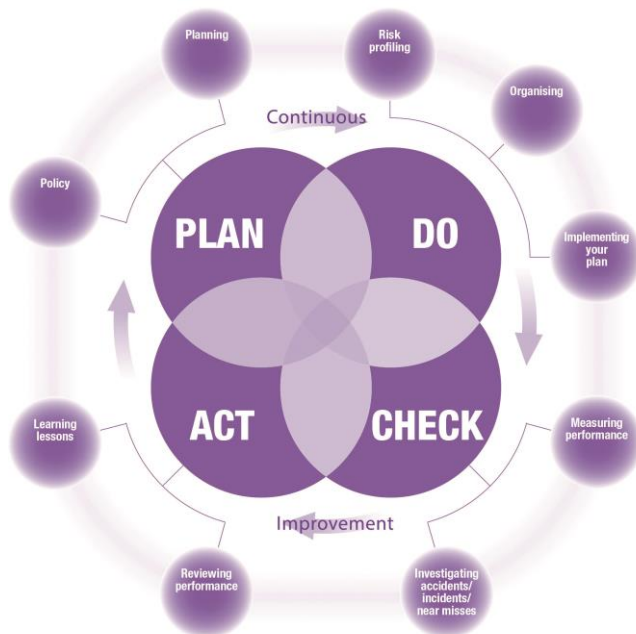 Planning
Risk
profiling
Organising
Continuous
Policy
PLAN
DO
Implementing
your
plan
Learning
lessons
ACT
CHECK
Measuring
performance
Improvement
Reviewing
performance
Investigating
accidents/
incidents/
near misses